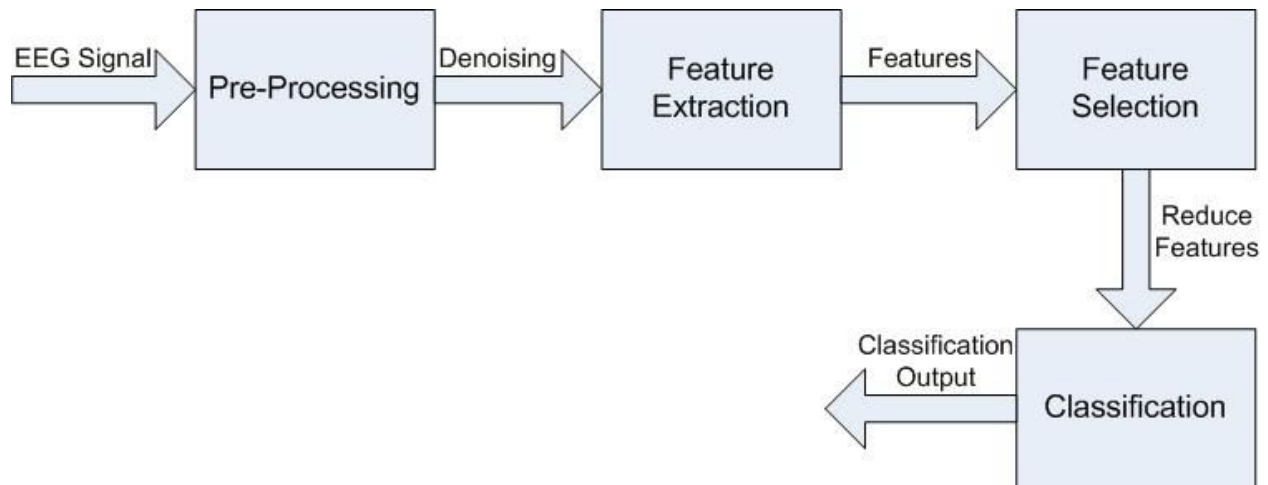 EEG Signal
Pre-Processing
Denoising
Feature
Extraction
Features
Feature
Selection
Reduce
Features
Classification
Output
Classification